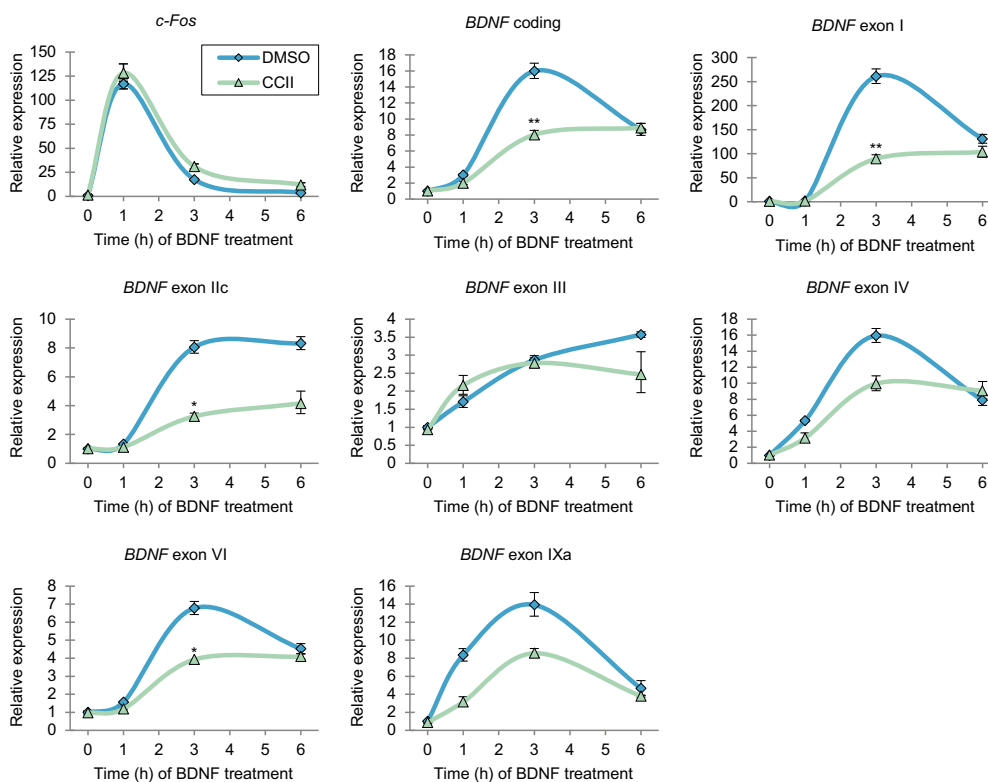 c-Fos
Relative expression
150
125
100
75
50
25
0
0 1 2 3 4 5 6
Time (h) of BDNF treatment
DMSO
CCII
BDNF coding
Relative expression
18
16
14
12
10
8
6
4
2
0
**
0 1 2 3 4 5 6
Time (h) of BDNF treatment
BDNF exon I
Relative expression
300
250
200
150
100
50
0
**
0 1 2 3 4 5 6
Time (h) of BDNF treatment
BDNF exon IIc
Relative expression
10
8
6
4
2
0
*
0 1 2 3 4 5 6
Time (h) of BDNF treatment
BDNF exon III
Relative expression
4
3.5
3
2.5
2
1.5
1
0.5
0
0 1 2 3 4 5 6
Time (h) of BDNF treatment
BDNF exon IV
Relative expression
18
16
14
12
10
8
6
4
2
0
0 1 2 3 4 5 6
Time (h) of BDNF treatment
BDNF exon VI
Relative expression
8
7
6
5
4
3
2
1
0
*
0 1 2 3 4 5 6
Time (h) of BDNF treatment
BDNF exon IXa
Relative expression
16
14
12
10
8
6
4
2
0
0 1 2 3 4 5 6
Time (h) of BDNF treatment